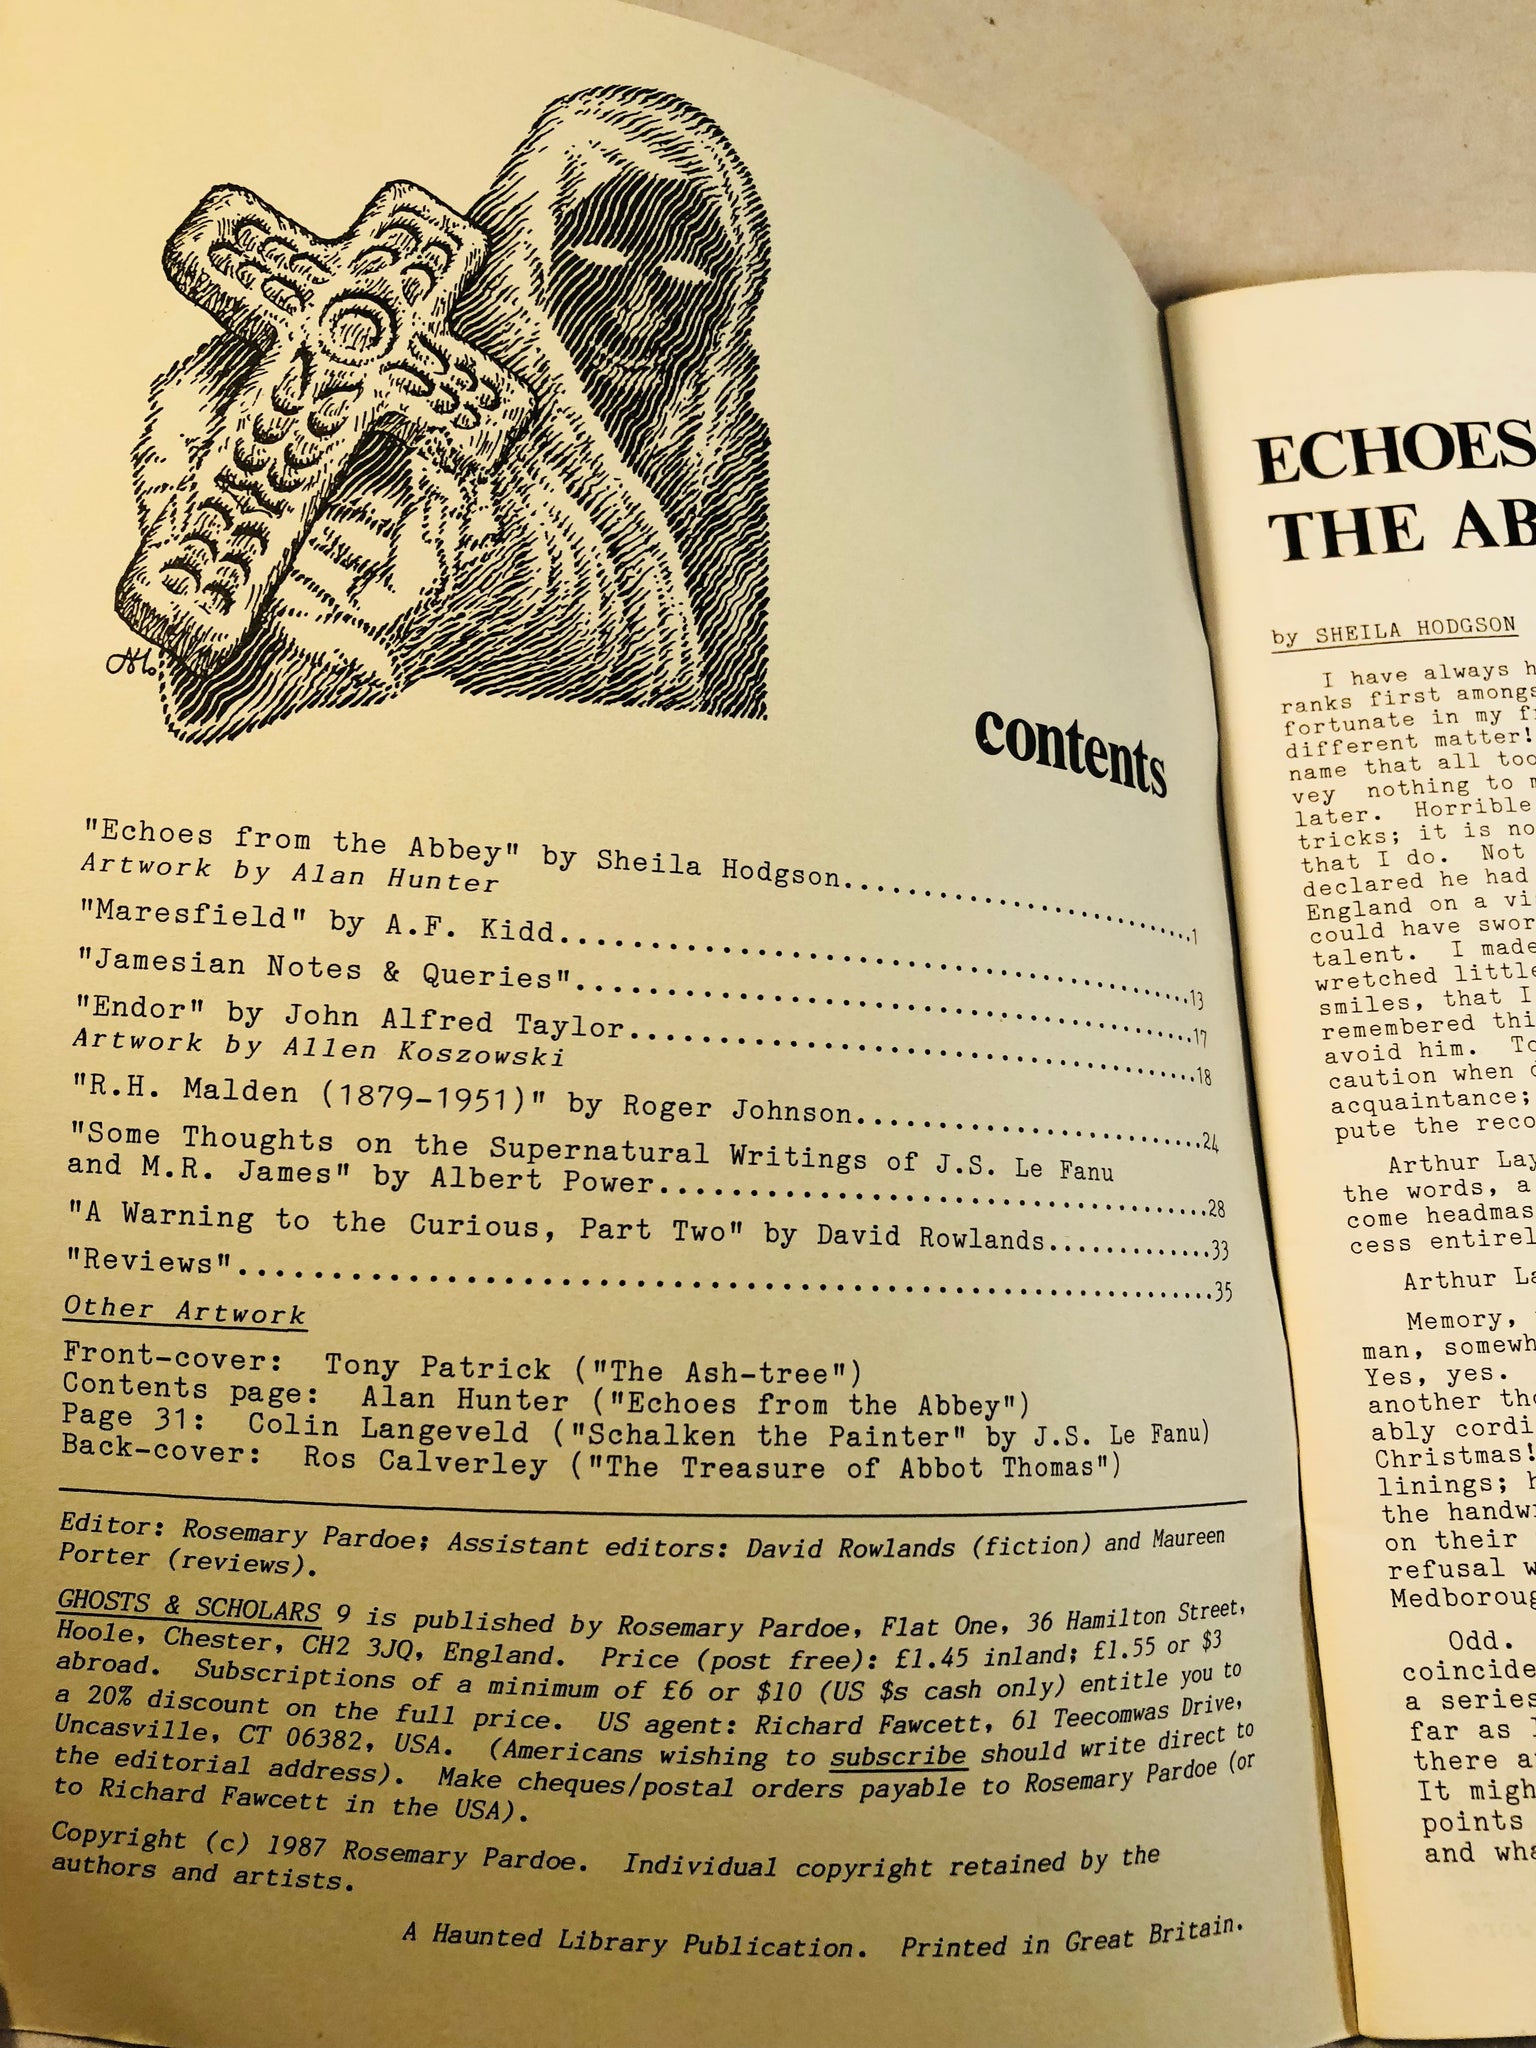 AH.
contents
"Echoes from the Abbey" by Sheila Hodgson..............................1
Artwork by Alan Hunter
"Maresfield" by A.F. Kidd..............................13
"Jamesian Notes & Queries"..............................17
"Endor" by John Alfred Taylor..............................18
Artwork by Allen Koszowski
"R.H. Malden (1879-1951)" by Roger Johnson..............................24
"Some Thoughts on the Supernatural Writings of J.S. Le Fanu
and M.R. James" by Albert Power..............................28
"A Warning to the Curious, Part Two" by David Rowlands.............33
"Reviews"..............................35
Other Artwork
Front-cover: Tony Patrick ("The Ash-tree")
Contents page: Alan Hunter ("Echoes from the Abbey")
Page 31: Colin Langeveld ("Schalken the Painter" by J.S. Le Fanu)
Back-cover: Ros Calverley ("The Treasure of Abbot Thomas")
Editor: Rosemary Pardoe; Assistant editors: David Rowlands (fiction) and Maureen
Porter (reviews).
GHOSTS & SCHOLARS 9 is published by Rosemary Pardoe, Flat One, 36 Hamilton Street,
Hoole, Chester, CH2 3JQ, England. Price (post free): £1.45 inland; £1.55 or $3
abroad. Subscriptions of a minimum of £6 or $10 (US $s cash only) entitle you to
a 20% discount on the full price. US agent: Richard Fawcett, 61 Teecomwas Drive,
Uncasville, CT 06382, USA. (Americans wishing to subscribe should write direct to
the editorial address). Make cheques/postal orders payable to Rosemary Pardoe (or
to Richard Fawcett in the USA).
Copyright (c) 1987 Rosemary Pardoe. Individual copyright retained by the
authors and artists.
A Haunted Library Publication. Printed in Great Britain.
ECHOES
THE AB
by SHEILA HODGSON
I have always h
ranks first amongs
fortunate in my f
different matter!
name that all too
vey nothing to m
later. Horrible
tricks; it is no
that I do. Not
declared he had
England on a vi
could have swor
talent. I made
wretched little
smiles, that I
remembered thi
avoid him. To
caution when d
acquaintance;
pute the reco
Arthur Lay
the words, a
come headmas
cess entirel
Arthur La
Memory,
man, somewh
Yes, yes.
another tho
ably cordi
Christmas!
linings; h
the handw
on their
refusal w
Medboroug
Odd.
coincide
a series
far as I
there a
It migh
points
and wha